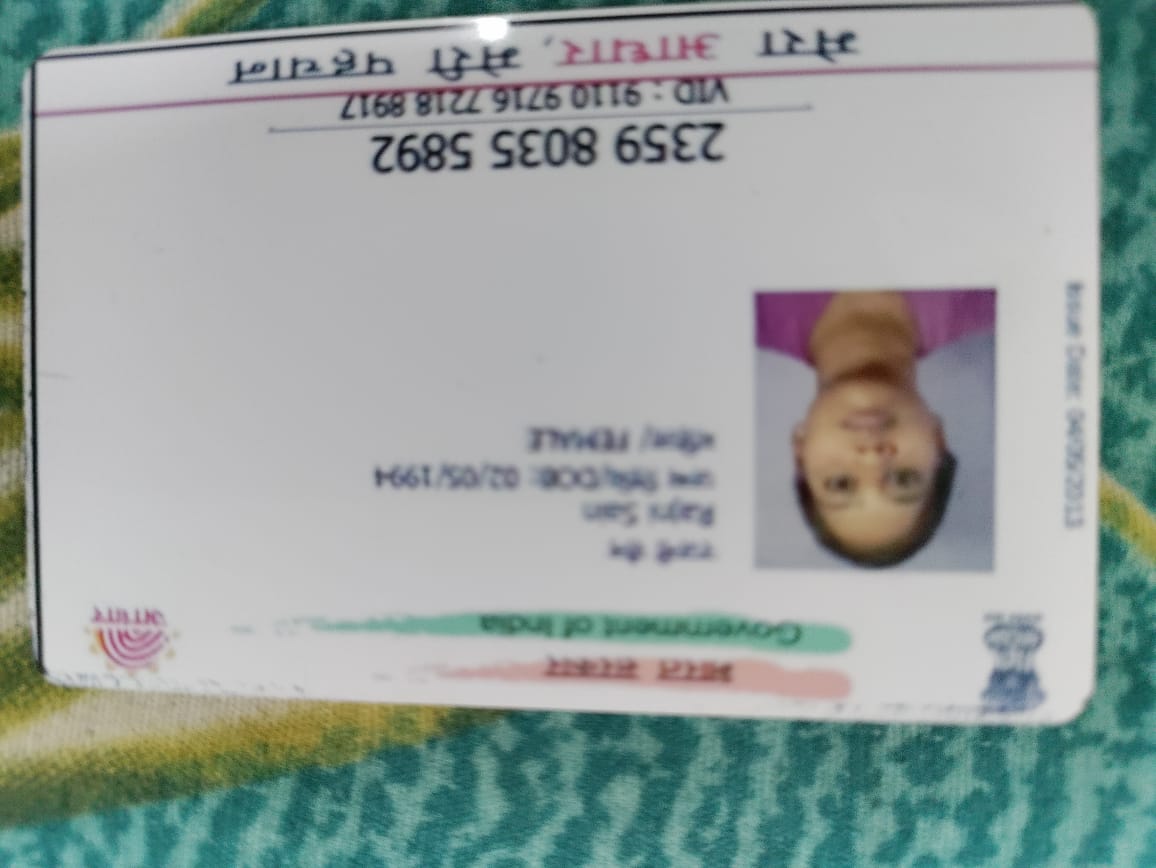 भारत सरकार
Government of India
आधार
Issue Date: 04/05/2013
रजनी सेन
Rajni Sain
जन्म तिथि/DOB: 02/05/1994
महिला/ FEMALE
2359 8035 5892
VID : 9110 9716 7218 8917
मेरा आधार, मेरी पहचान